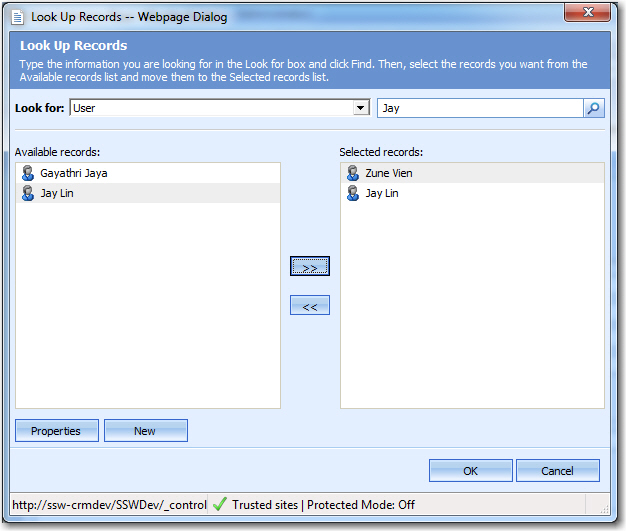 Look Up Records -- Webpage Dialog
Look Up Records
Type the information you are looking for in the Look for box and click Find. Then, select the records you want from the
Available records list and move them to the Selected records list.
Look for: User Jay
Available records: Selected records:
Gayathri Jaya Zune Vien
Jay Lin Jay Lin
>>
<<
Properties New
OK Cancel
http://ssw-crmdev/SSWDev/_control Trusted sites | Protected Mode: Off